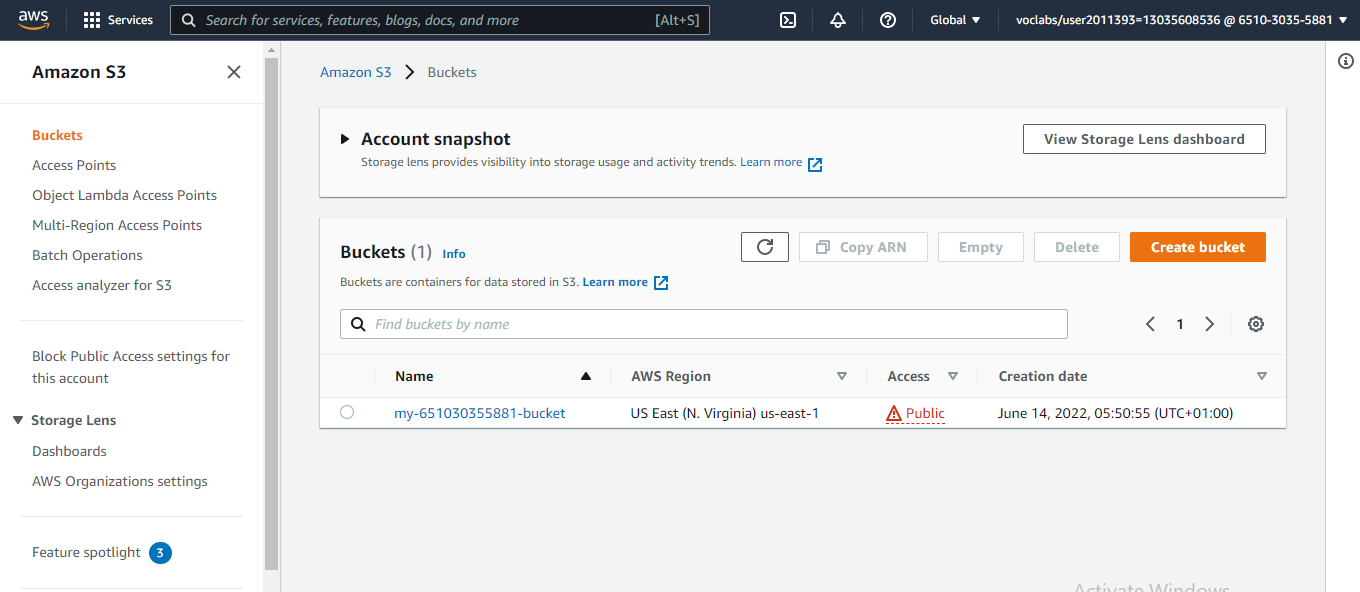 aws
Services
Search for services, features, blogs, docs, and more
[Alt+S]
Global
voclabs/user2011393=13035608536 @ 6510-3035-5881
Amazon S3
Buckets
Access Points
Object Lambda Access Points
Multi-Region Access Points
Batch Operations
Access analyzer for S3
Block Public Access settings for
this account
Storage Lens
Dashboards
AWS Organizations settings
Feature spotlight 3
Amazon S3 Buckets
Account snapshot
View Storage Lens dashboard
Storage lens provides visibility into storage usage and activity trends. Learn more
Buckets (1) Info
Copy ARN
Empty
Delete
Create bucket
Buckets are containers for data stored in S3. Learn more
Find buckets by name
1
Name AWS Region Access Creation date
my-651030355881-bucket US East (N. Virginia) us-east-1 Public June 14, 2022, 05:50:55 (UTC+01:00)
Activate Windows